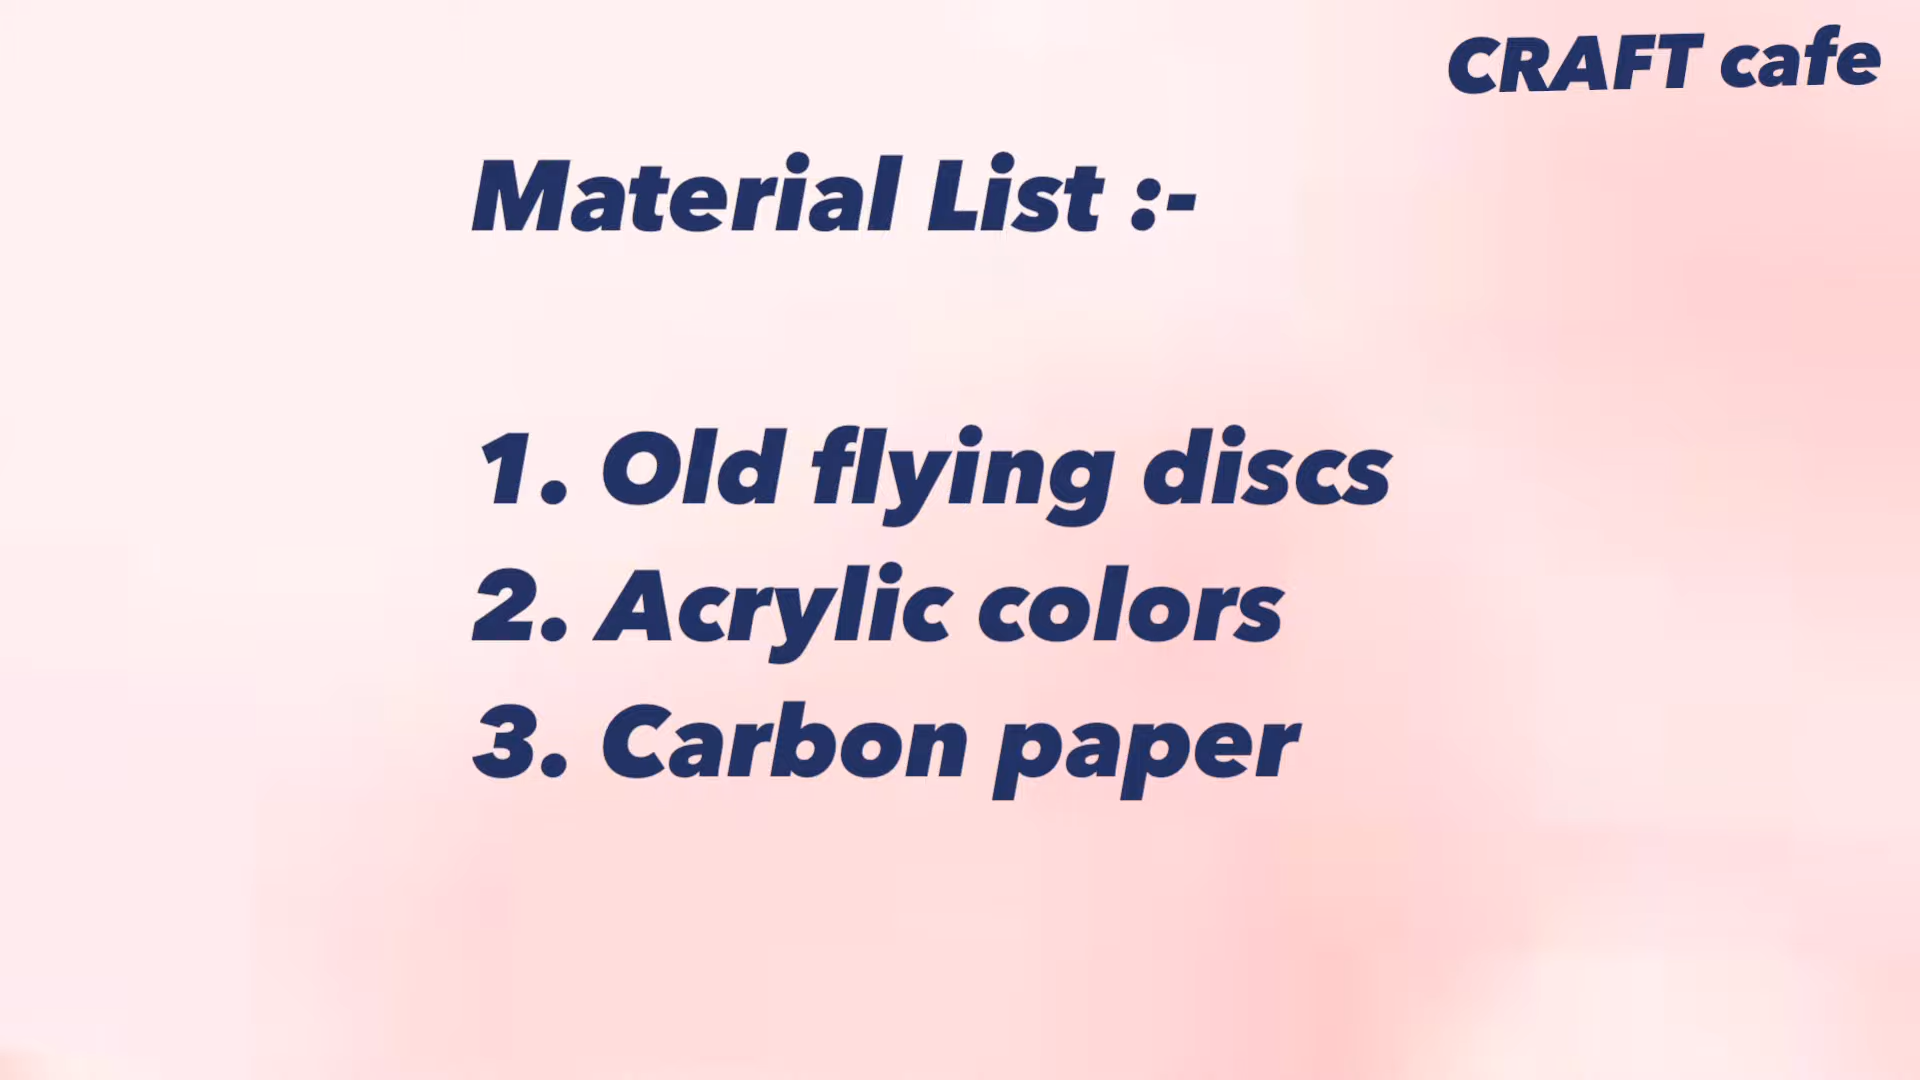 CRAFT cafe
Material List :-
1. Old flying discs
2. Acrylic colors
3. Carbon paper